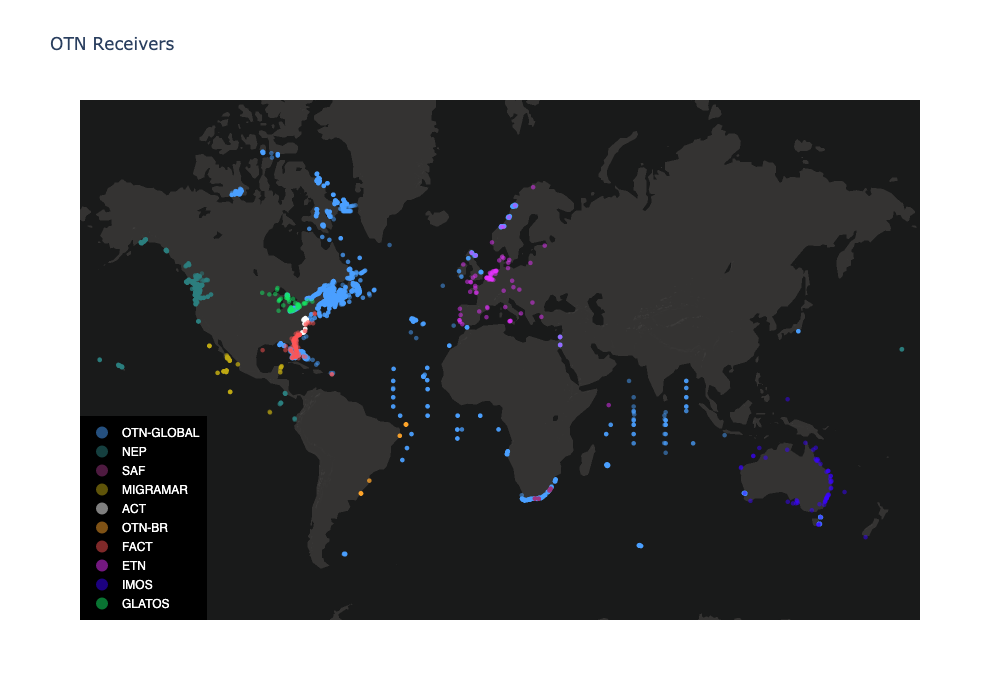 OTN Receivers
OTN-GLOBAL
NEP
SAF
MIGRAMAR
ACT
OTN-BR
FACT
ETN
IMOS
GLATOS